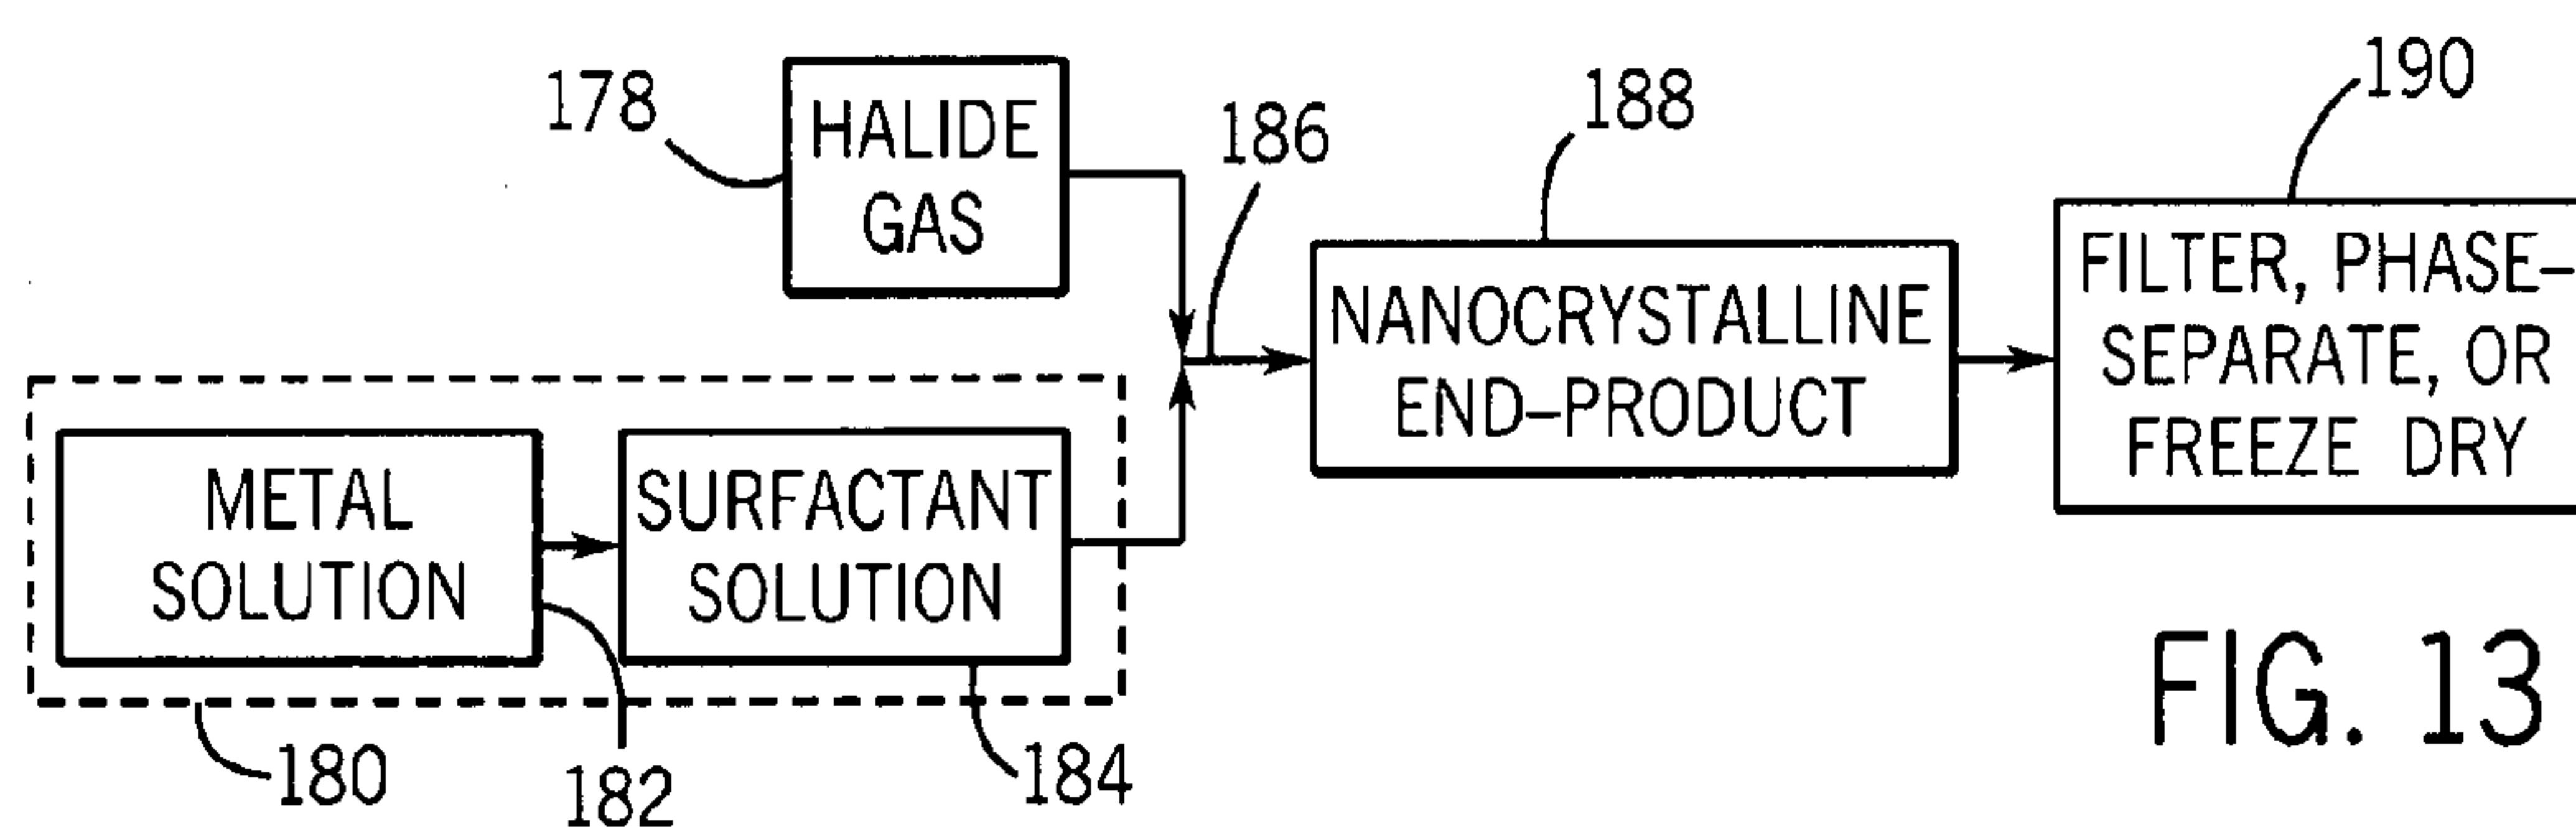 178
HALIDE
GAS
186
188
190
NANOCRYSTALLINE
END–PRODUCT
FILTER, PHASE–
SEPARATE, OR
FREEZE DRY
METAL
SOLUTION
SURFACTANT
SOLUTION
180
182
184
FIG. 13